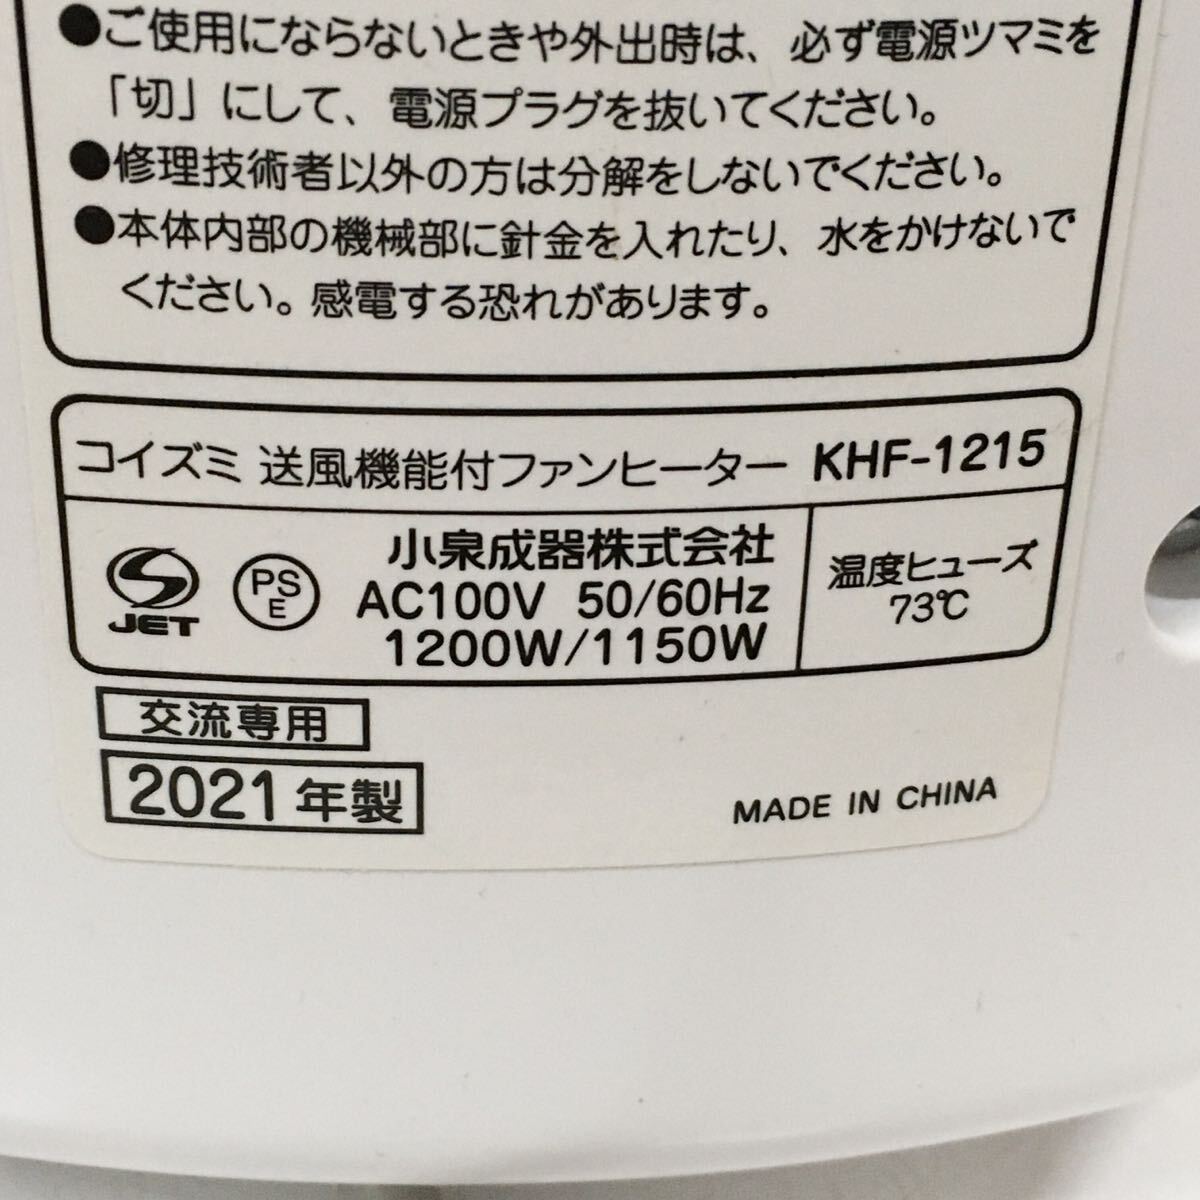 ●ご使用にならないときや外出時は、必ず電源ツマミを
「切」にして、電源プラグを抜いてください。
●修理技術者以外の方は分解をしないでください。
●本体内部の機械部に針金を入れたり、水をかけないで
ください。感電する恐れがあります。
コイズミ 送風機能付ファンヒーター KHF-1215
JET
PS
E
小泉成器株式会社
AC100V 50/60Hz
1200W/1150W
温度ヒューズ
73℃
交流専用
2021年製
MADE IN CHINA